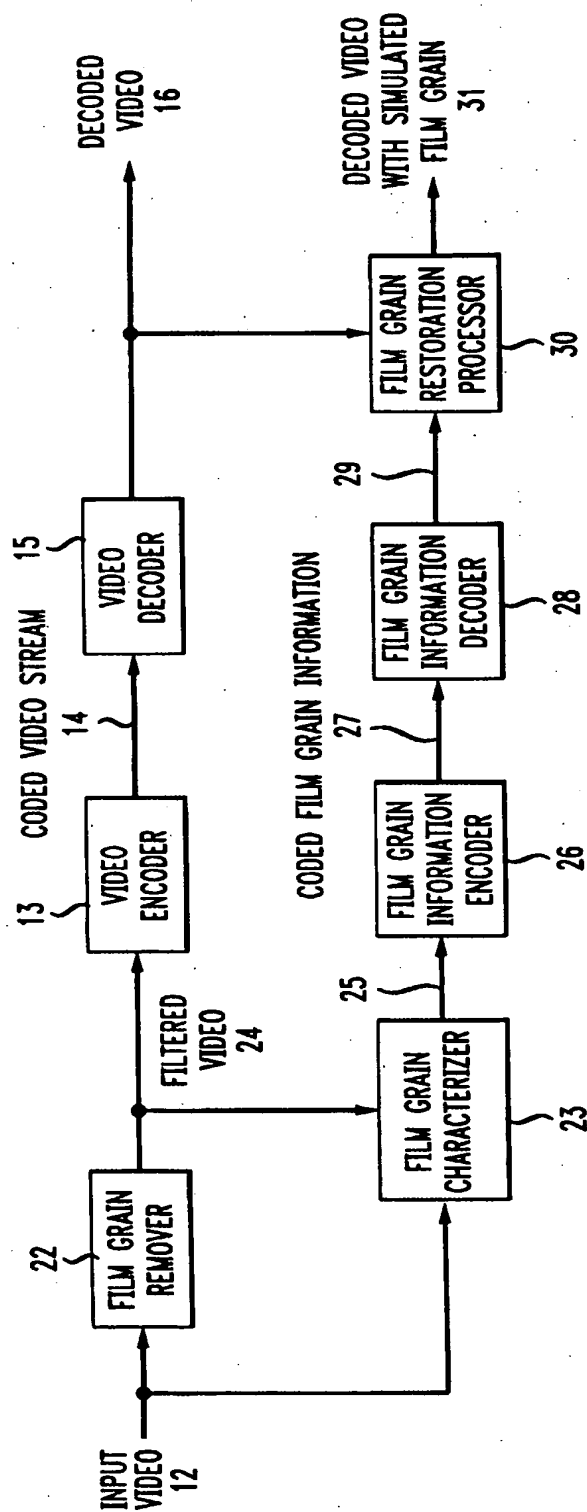 INPUT
VIDEO
12
22
FILM GRAIN
REMOVER
FILTERED
VIDEO
24
13
VIDEO
ENCODER
CODED VIDEO STREAM
14
15
VIDEO
DECODER
DECODED
VIDEO
16
FILM GRAIN
CHARACTERIZER
23
25
FILM GRAIN
INFORMATION
ENCODER
26
CODED FILM GRAIN INFORMATION
27
FILM GRAIN
INFORMATION
DECODER
28
29
FILM GRAIN
RESTORATION
PROCESSOR
30
DECODED VIDEO
WITH SIMULATED
FILM GRAIN
31